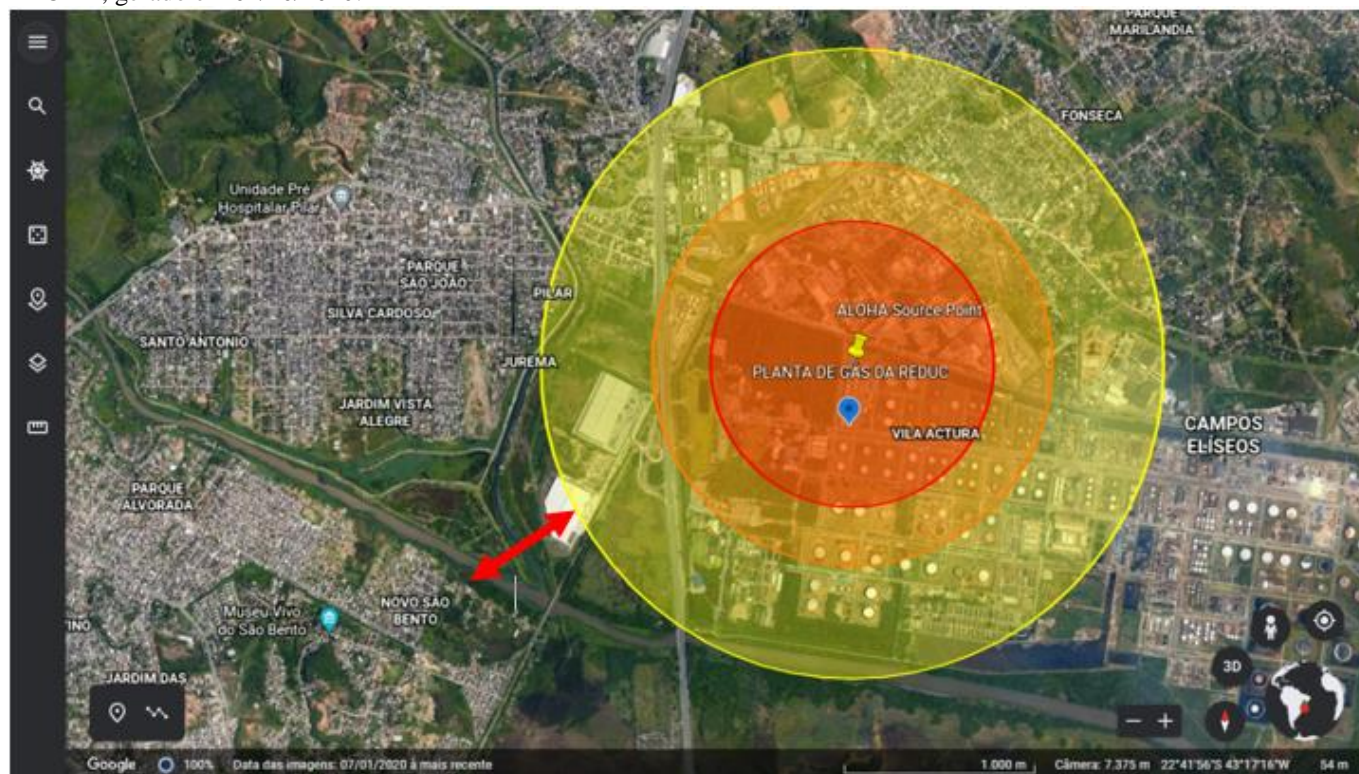 PARQUE
MARILANDIA
FONSECA
Unidade Pré
Hospitalar Pilar
PARQUE
SÃO JOÃO
PILAR
SILVA CARDOSO
ALOHA Source Point
SANTO ANTONIO
JUREMA
PLANTA DE GÁS DA REDUC
JARDIM VISTA
ALEGRE
VILA ACTURA
CAMPOS
ELÍSEOS
PARQUE
ALVORADA
NOVO SÃO
BENTO
Museu Vivo
do São Bento
JARDIM DAS
3D
Google
100%
Data das imagens: 07/01/2020 à mais recente
1.000 m
Câmera: 7.375 m
22°41'56"S 43°17'16"W
54 m